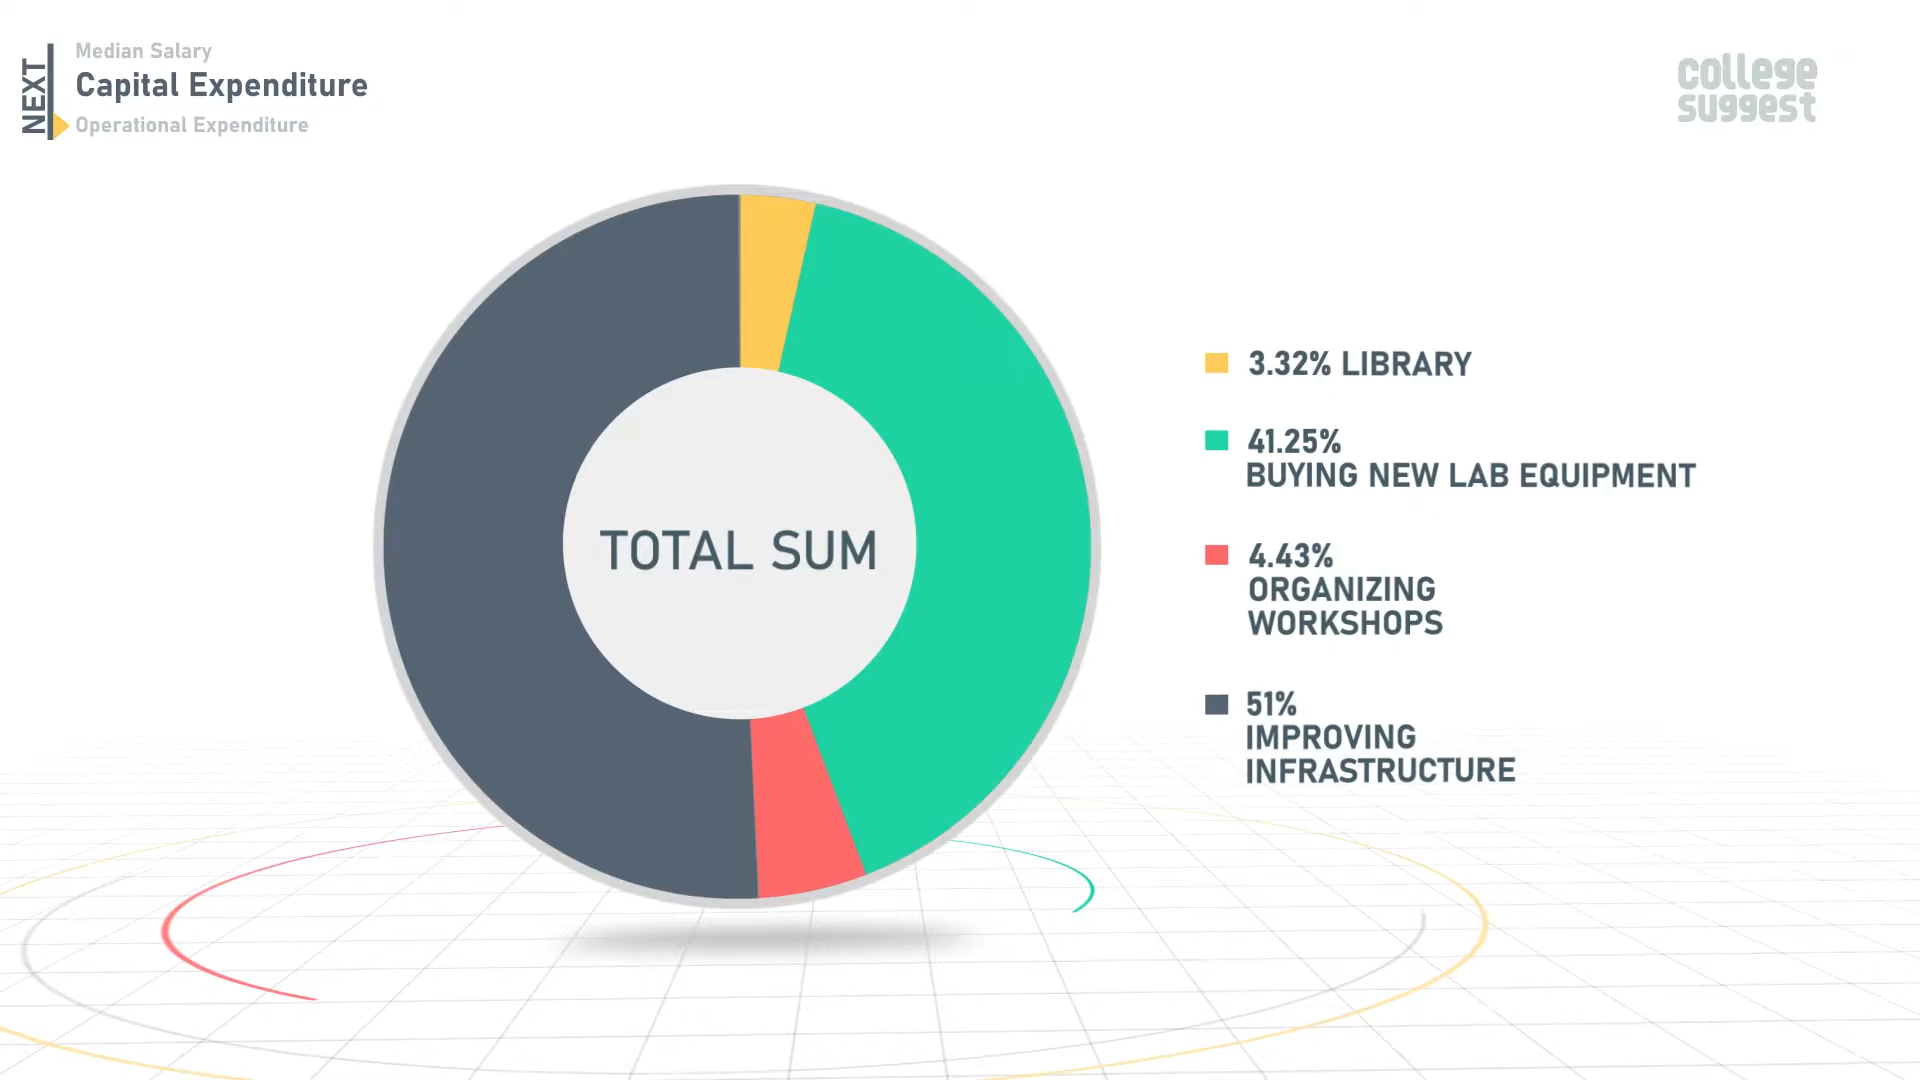 NEXT
Median Salary
Capital Expenditure
Operational Expenditure
college
suggest
TOTAL SUM
3.32% LIBRARY
41.25%
BUYING NEW LAB EQUIPMENT
4.43%
ORGANIZING
WORKSHOPS
51%
IMPROVING
INFRASTRUCTURE